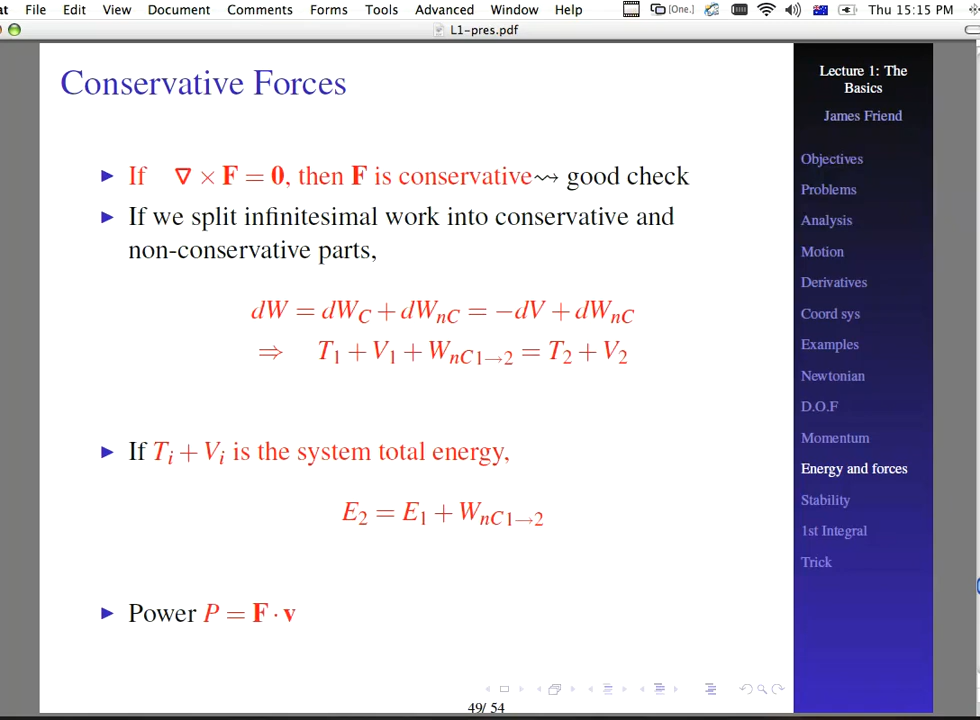 at File Edit View Document Comments Forms Tools Advanced Window Help [One.] Thu 15:15 PM
L1-pres.pdf
Conservative Forces
▶ If ∇ × F = 0, then F is conservative⇝ good check
▶ If we split infinitesimal work into conservative and
non-conservative parts,
dW = dW_C + dW_nC = −dV + dW_nC
⇒ T_1 + V_1 + W_nC1→2 = T_2 + V_2
▶ If T_i + V_i is the system total energy,
E_2 = E_1 + W_nC1→2
▶ Power P = F · v
49/ 54
Lecture 1: The
Basics
James Friend
Objectives
Problems
Analysis
Motion
Derivatives
Coord sys
Examples
Newtonian
D.O.F
Momentum
Energy and forces
Stability
1st Integral
Trick